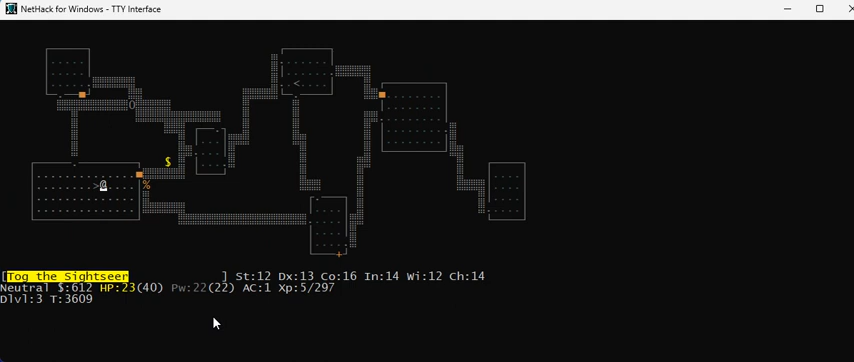 NetHack for Windows - TTY Interface
[Tog the Sightseer ] St:12 Dx:13 Co:16 In:14 Wi:12 Ch:14
Neutral $:612 HP:23(40) Pw:22(22) AC:1 Xp:5/297
Dlvl:3 T:3609